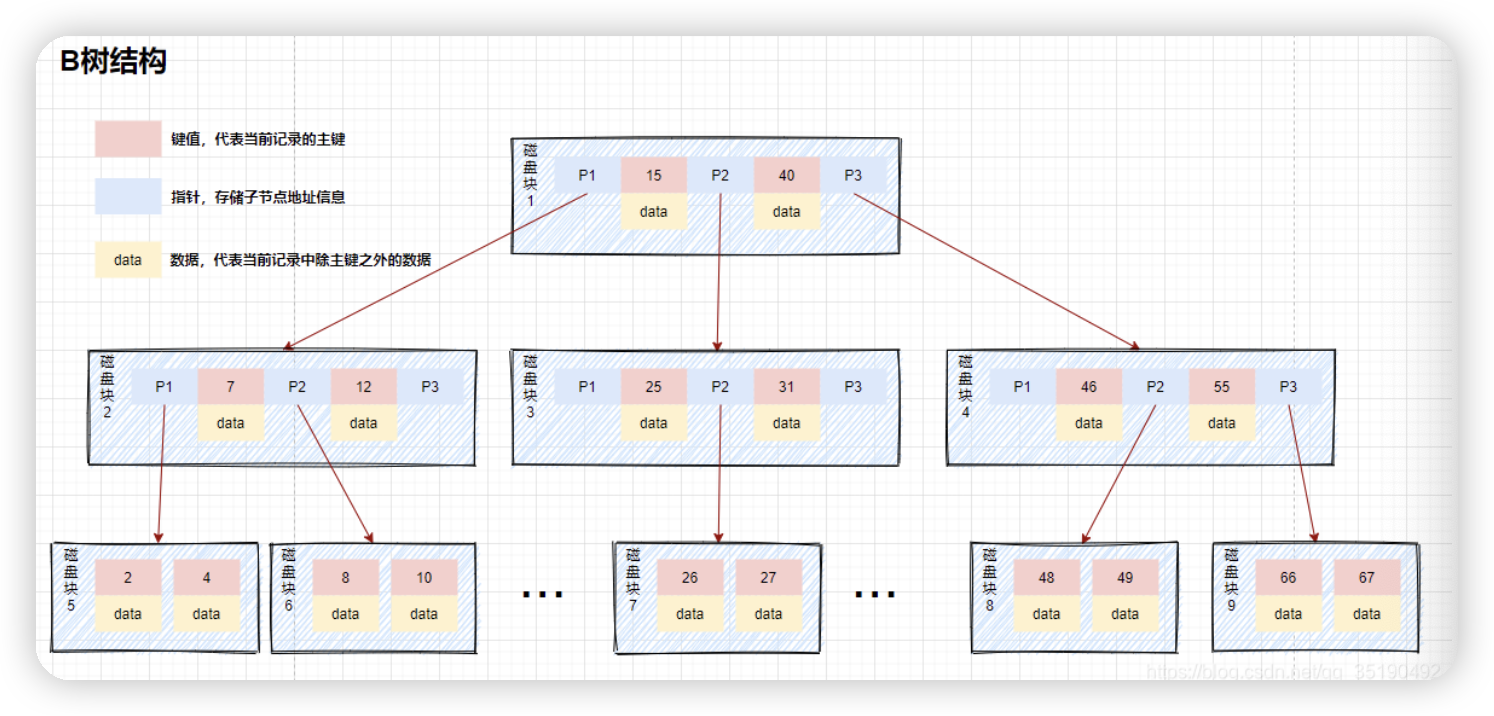 B树结构
键值，代表当前记录的主键
指针，存储子节点地址信息
data 数据，代表当前记录中除主键之外的数据
磁盘块1
P1 15 P2 40 P3
data data
磁盘块2
P1 7 P2 12 P3
data data
磁盘块3
P1 25 P2 31 P3
data data
磁盘块4
P1 46 P2 55 P3
data data
磁盘块5
2 4
data data
磁盘块6
8 10
data data
...
磁盘块7
26 27
data data
...
磁盘块8
48 49
data data
磁盘块9
66 67
data data
https://blog.csdn.net/qq_35190492